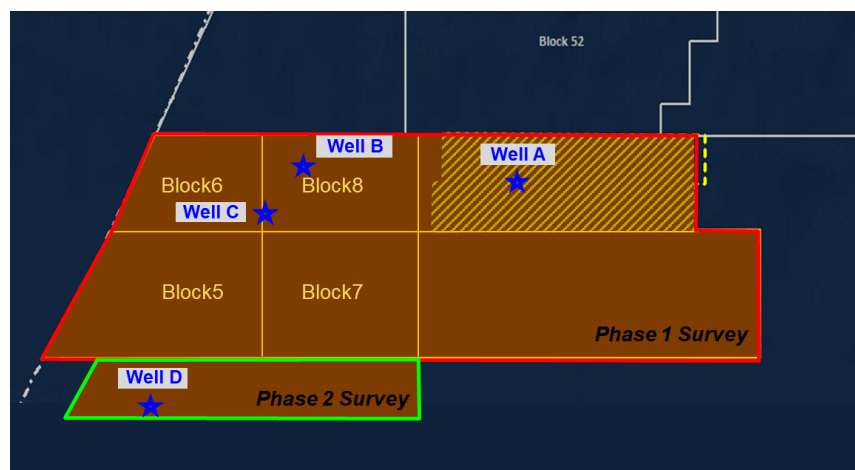 Block 52
Well B
Well A
Block6
Block8
Well C
Block5
Block7
Phase 1 Survey
Well D
Phase 2 Survey